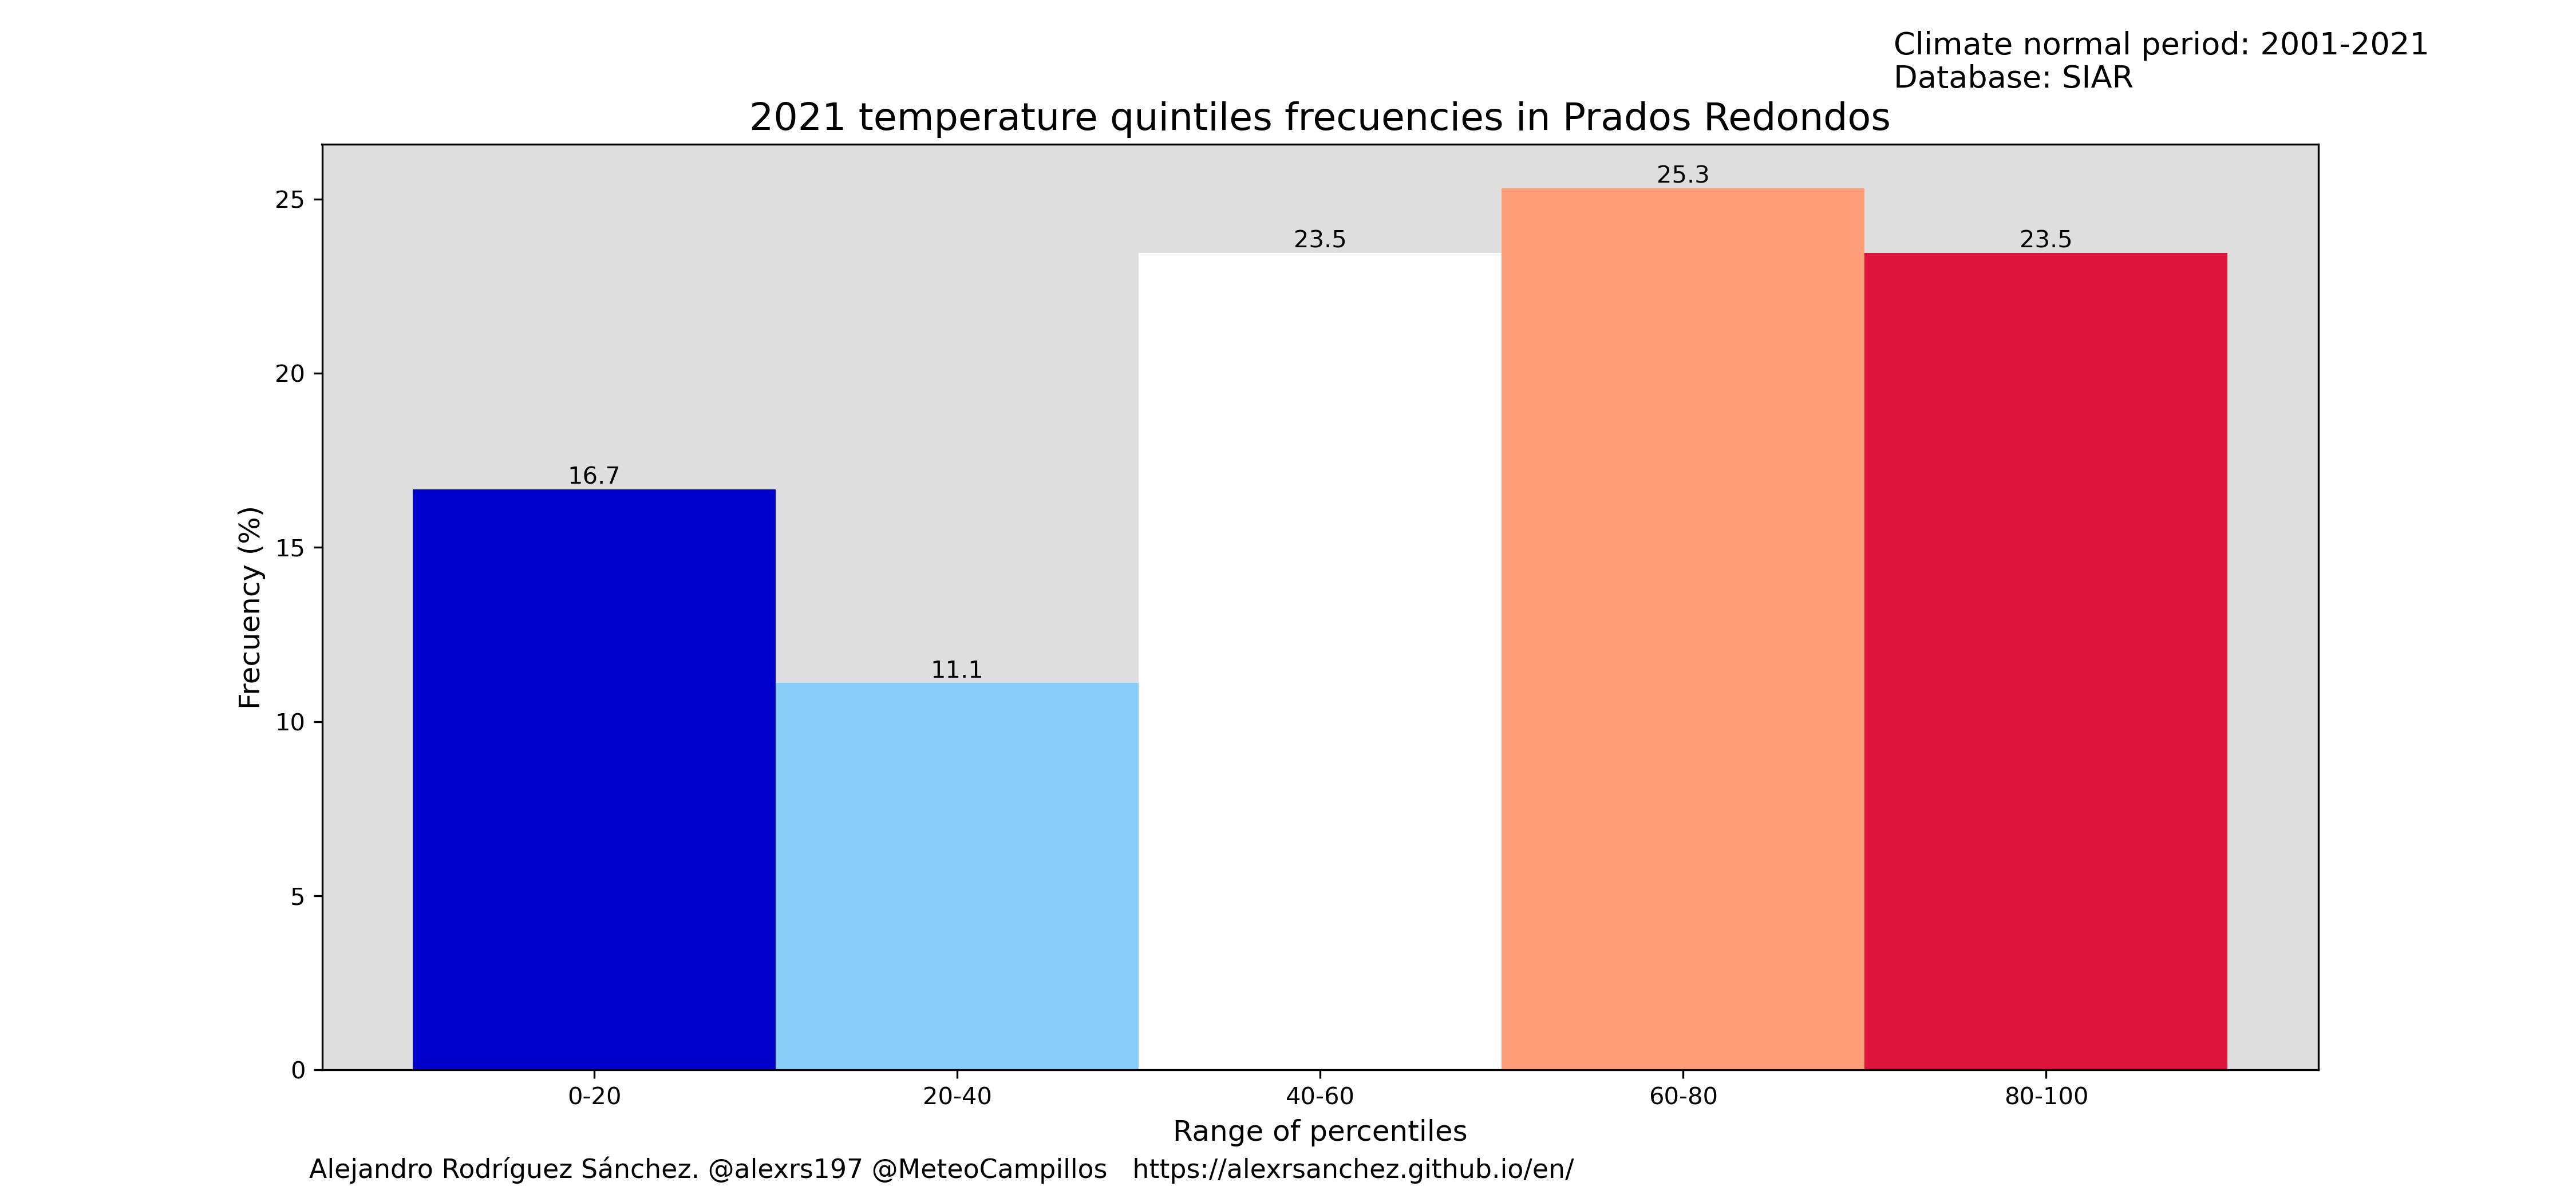 Climate normal period: 2001-2021
Database: SIAR
2021 temperature quintiles frecuencies in Prados Redondos
25.3
25
23.5
23.5
20
16.7
15
11.1
10
5
0
Frecuency (%)
0-20 20-40 40-60 60-80 80-100
Range of percentiles
Alejandro Rodríguez Sánchez. @alexrs197 @MeteoCampillos https://alexrsanchez.github.io/en/